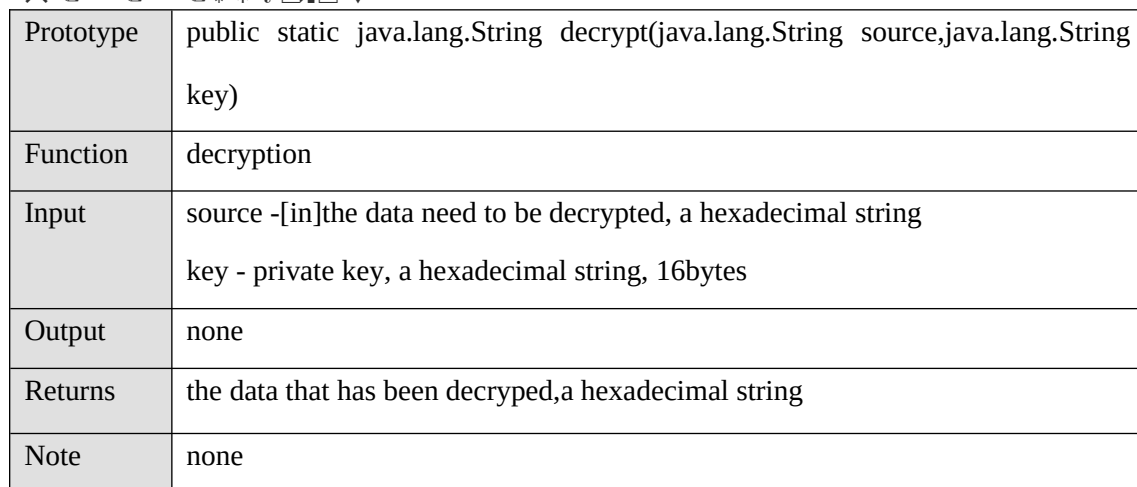 Prototype public static java.lang.String decrypt(java.lang.String source,java.lang.String
key)
Function decryption
Input source -[in]the data need to be decrypted, a hexadecimal string
key - private key, a hexadecimal string, 16bytes
Output none
Returns the data that has been decryped,a hexadecimal string
Note none